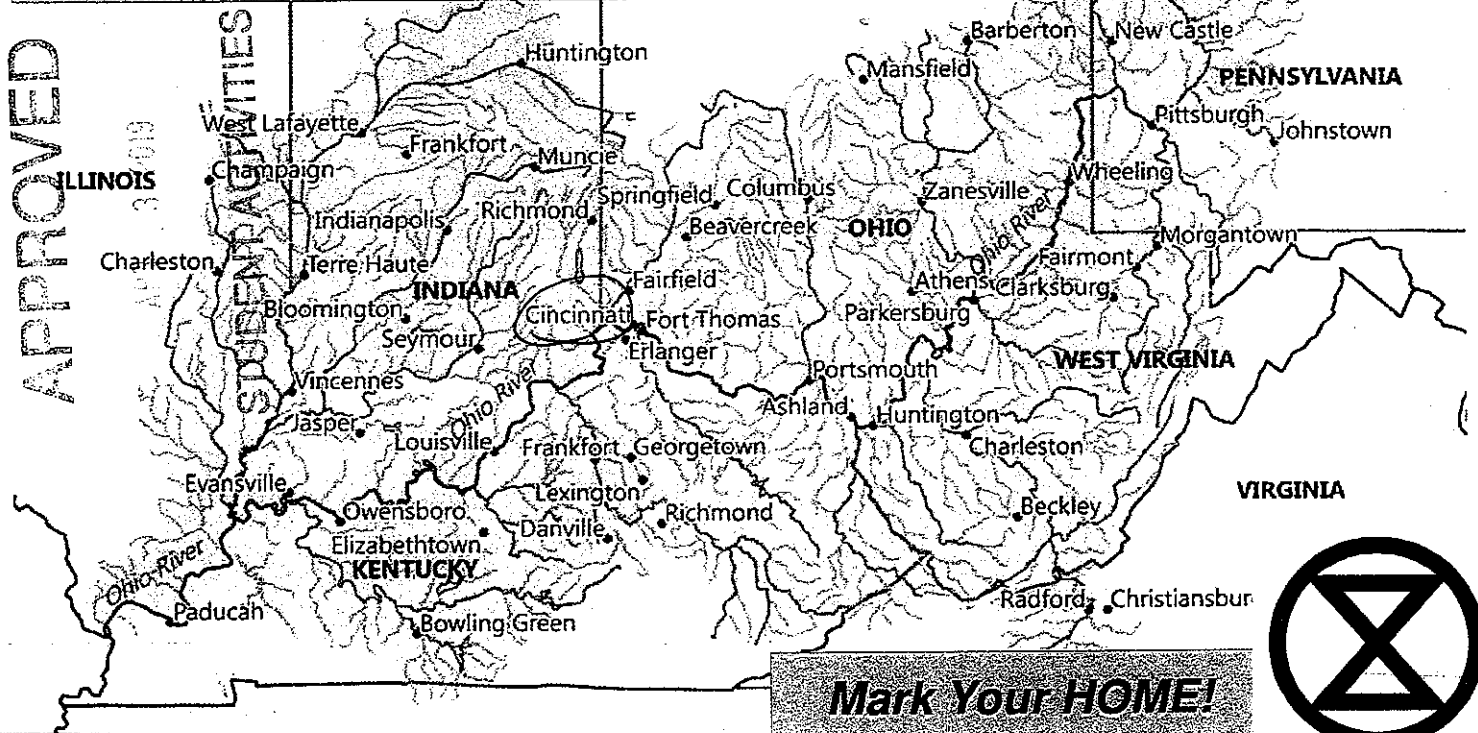 APPROVED
STUDENT ACTIVITIES
Huntington
Barberton
New Castle
Mansfield
PENNSYLVANIA
West Lafayette
Pittsburgh
Johnstown
Frankfort
Muncie
ILLINOIS
Champaign
Wheeling
Springfield
Columbus
Zanesville
Indianapolis
Richmond
Beavercreek
OHIO
Ohio River
Morgantown
Charleston
Terre Haute
Fairmont
Fairfield
Athens
Clarksburg
INDIANA
Bloomington
Cincinnati
Fort Thomas
Parkersburg
Seymour
Erlanger
WEST VIRGINIA
Portsmouth
Vincennes
Ohio River
Ashland
Huntington
Jasper
Louisville
Frankfort
Georgetown
Charleston
Evansville
Lexington
VIRGINIA
Owensboro
Danville
Richmond
Beckley
Elizabethtown
KENTUCKY
Ohio River
Paducah
Radford
Christiansbur
Bowling Green
Mark Your HOME!